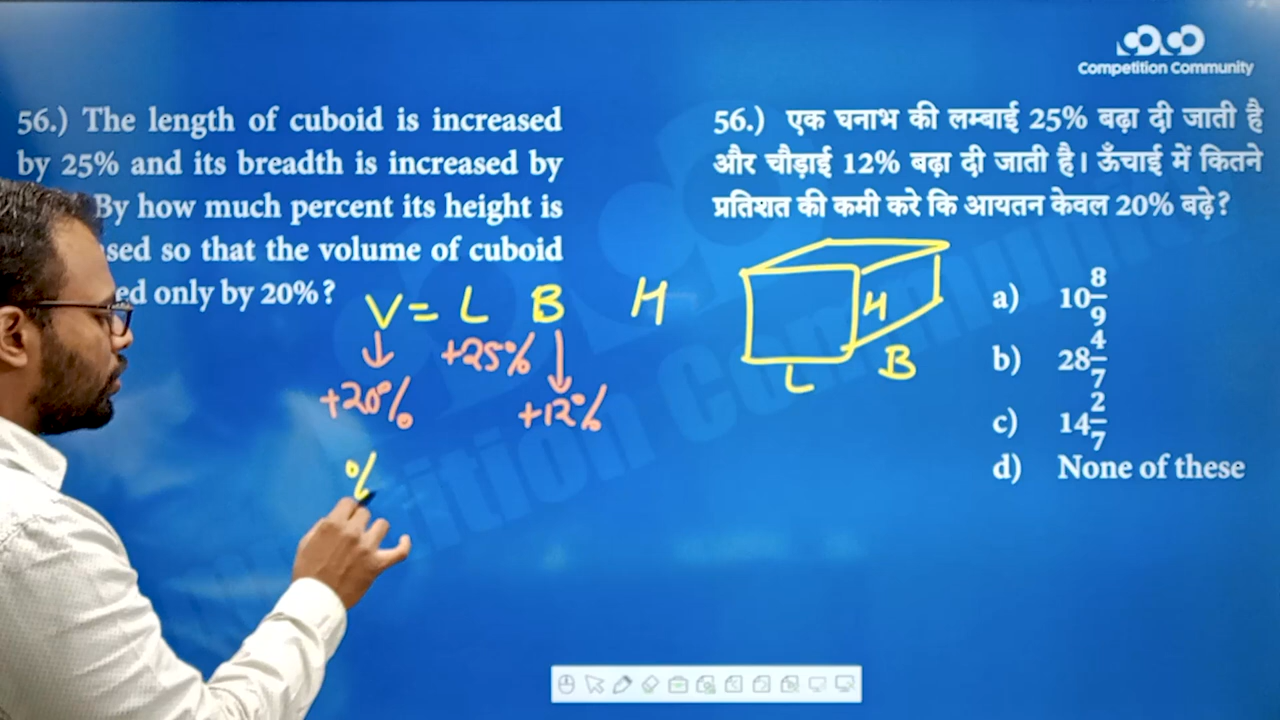 Competition Community
56.) The length of cuboid is increased
by 25% and its breadth is increased by
By how much percent its height is
so that the volume of cuboid
only by 20%?
56.) एक घनाभ की लम्बाई 25% बढ़ा दी जाती है
और चौड़ाई 12% बढ़ा दी जाती है। ऊँचाई में कितने
प्रतिशत की कमी करे कि आयतन केवल 20% बढ़े?
a) 10 8/9
b) 28 4/7
c) 14 2/7
d) None of these
V = L B H
+25%
+20% +12%
%
H
L B